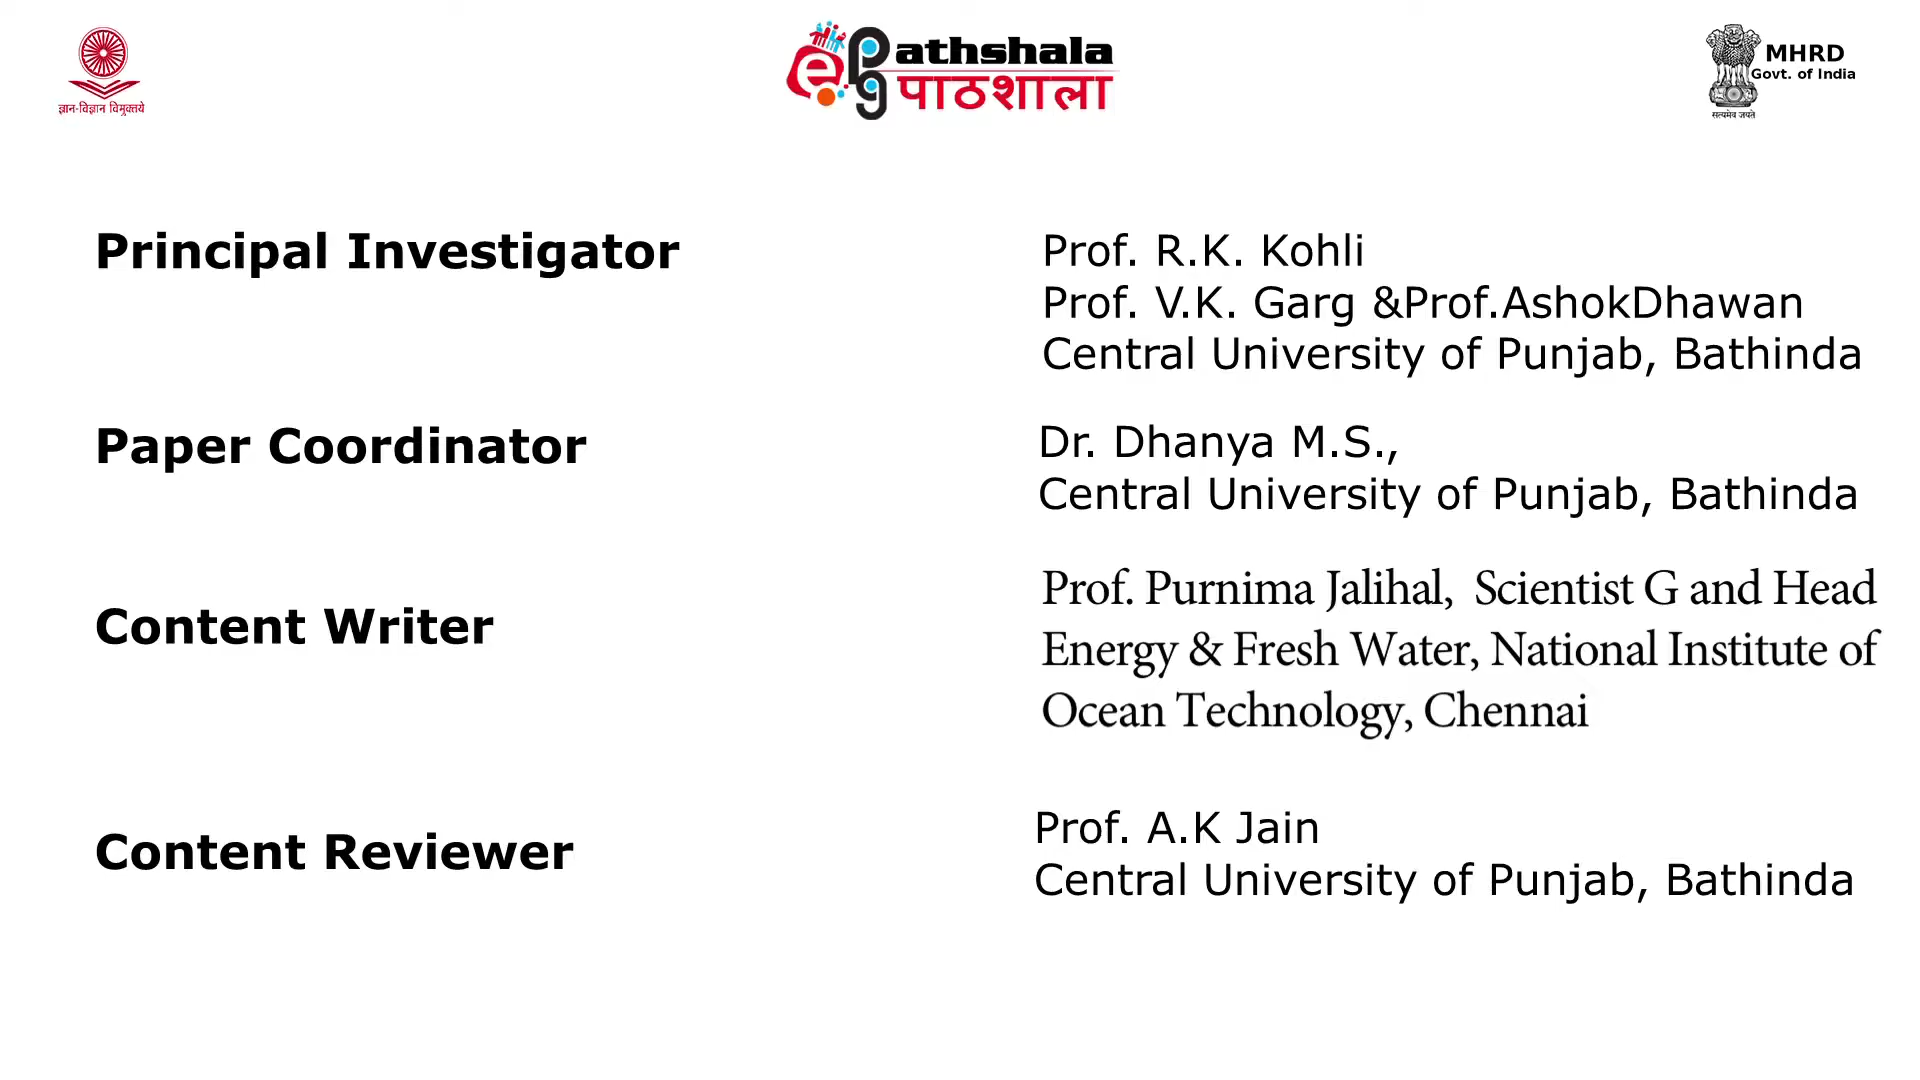 ज्ञान-विज्ञान विमुक्तये
e PG Pathshala
पाठशाला
MHRD
Govt. of India
सत्यमेव जयते
Principal Investigator
Prof. R.K. Kohli
Prof. V.K. Garg &Prof.AshokDhawan
Central University of Punjab, Bathinda
Paper Coordinator
Dr. Dhanya M.S.,
Central University of Punjab, Bathinda
Content Writer
Prof. Purnima Jalihal, Scientist G and Head
Energy & Fresh Water, National Institute of
Ocean Technology, Chennai
Content Reviewer
Prof. A.K Jain
Central University of Punjab, Bathinda